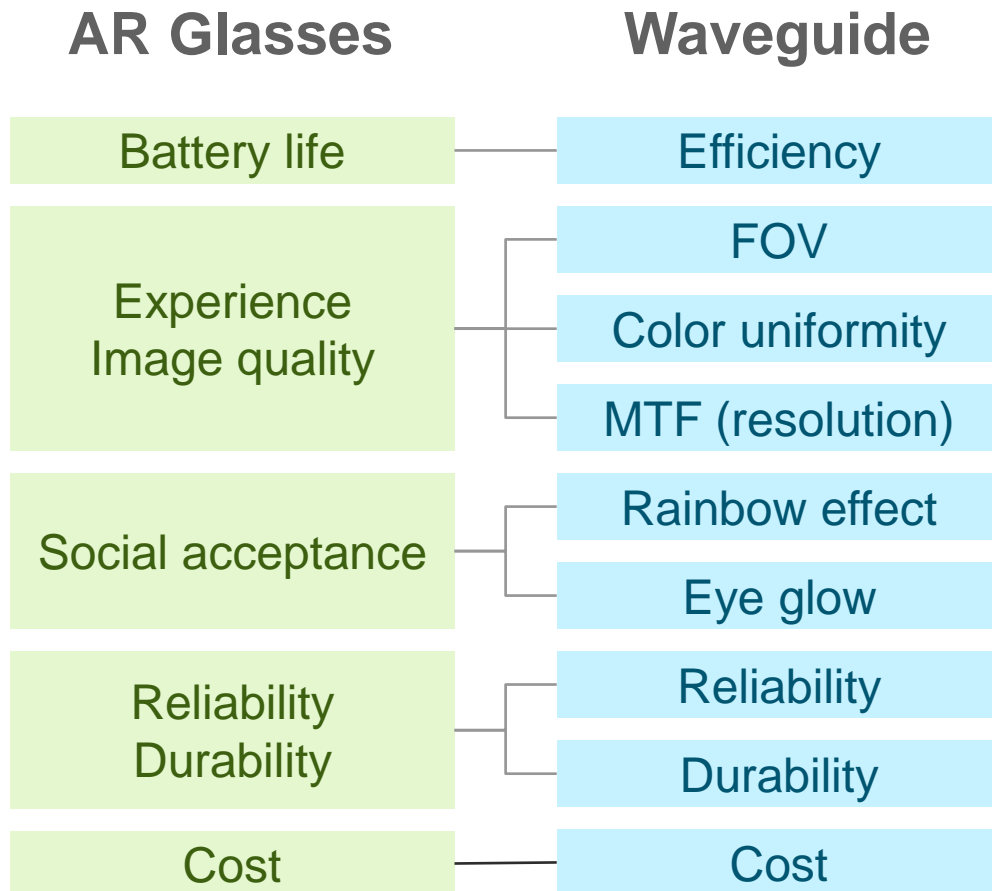 AR Glasses
Waveguide
Battery life
Efficiency
Experience
Image quality
FOV
Color uniformity
MTF (resolution)
Social acceptance
Rainbow effect
Eye glow
Reliability
Durability
Reliability
Durability
Cost
Cost